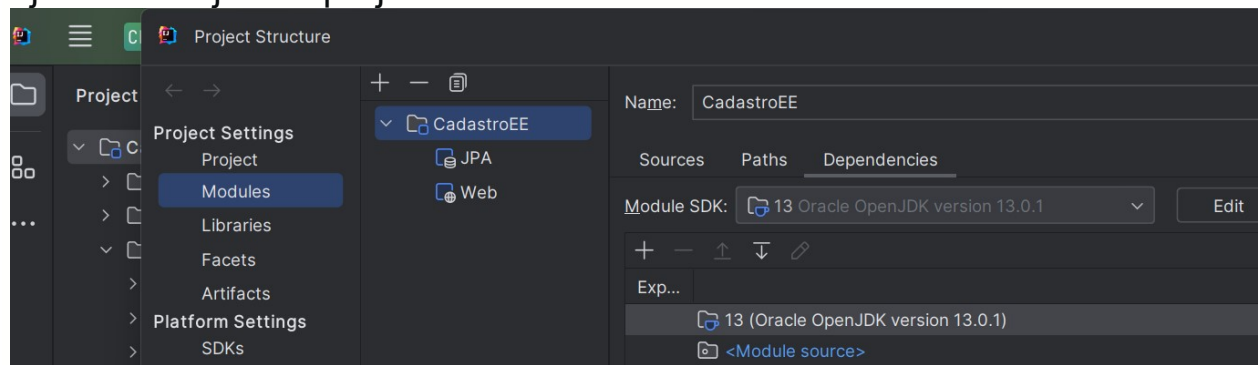 Project Structure
Project
Project Settings
Project
Modules
Libraries
Facets
Artifacts
Platform Settings
SDKs
CadastroEE
JPA
Web
Name: CadastroEE
Sources Paths Dependencies
Module SDK: 13 Oracle OpenJDK version 13.0.1 Edit
Exp...
13 (Oracle OpenJDK version 13.0.1)
<Module source>